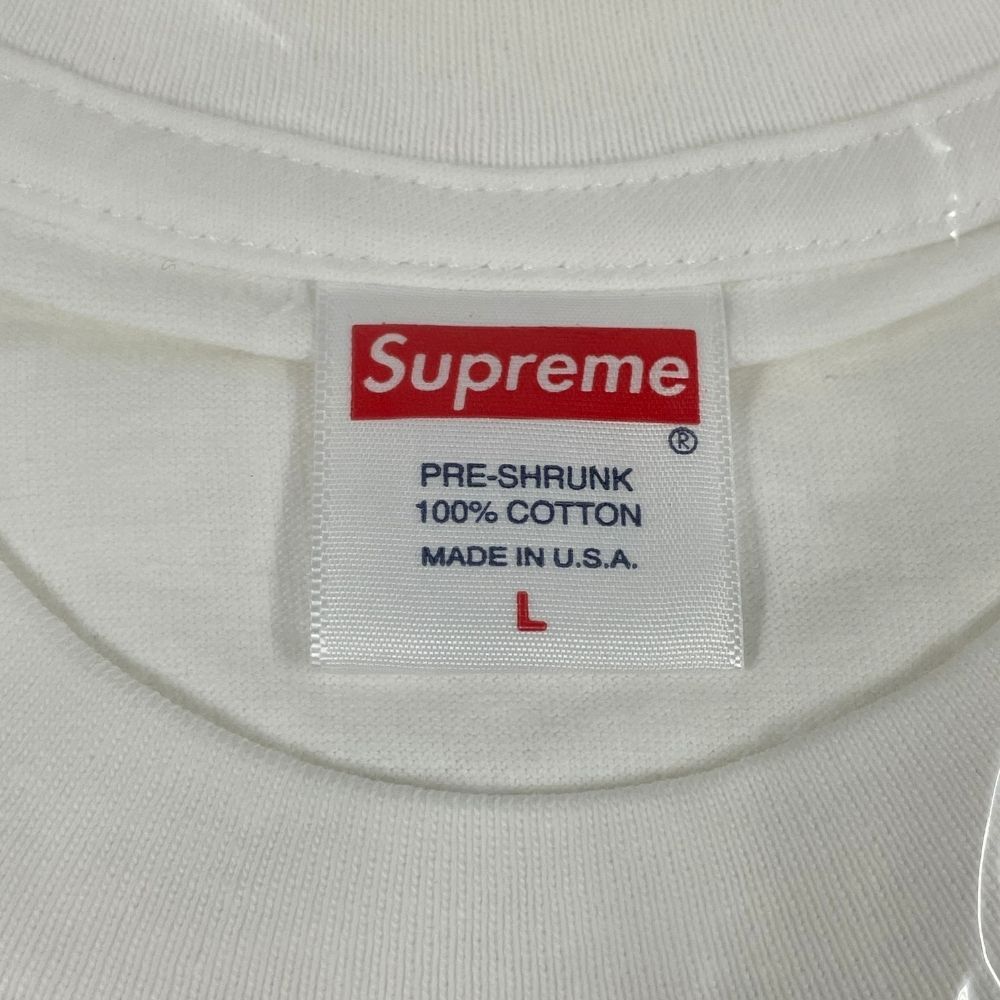 Supreme
®
PRE-SHRUNK
100% COTTON
MADE IN U.S.A.
L